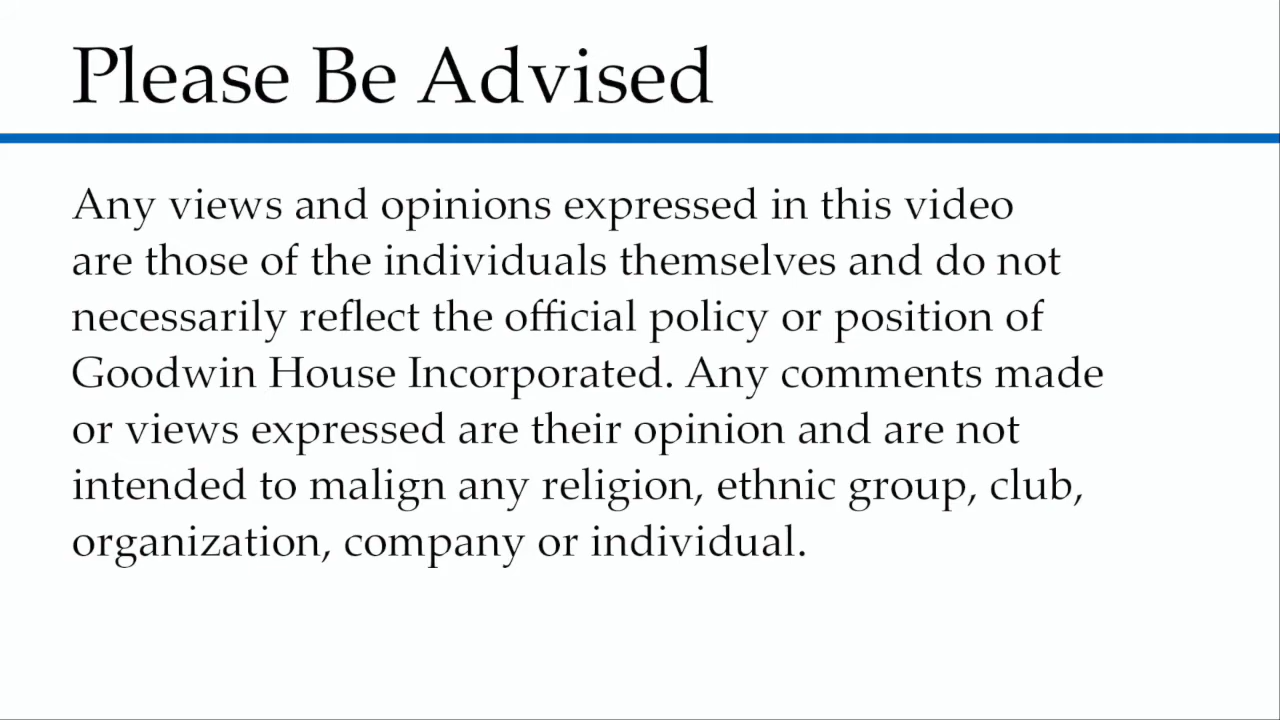 Please Be Advised
Any views and opinions expressed in this video
are those of the individuals themselves and do not
necessarily reflect the official policy or position of
Goodwin House Incorporated. Any comments made
or views expressed are their opinion and are not
intended to malign any religion, ethnic group, club,
organization, company or individual.